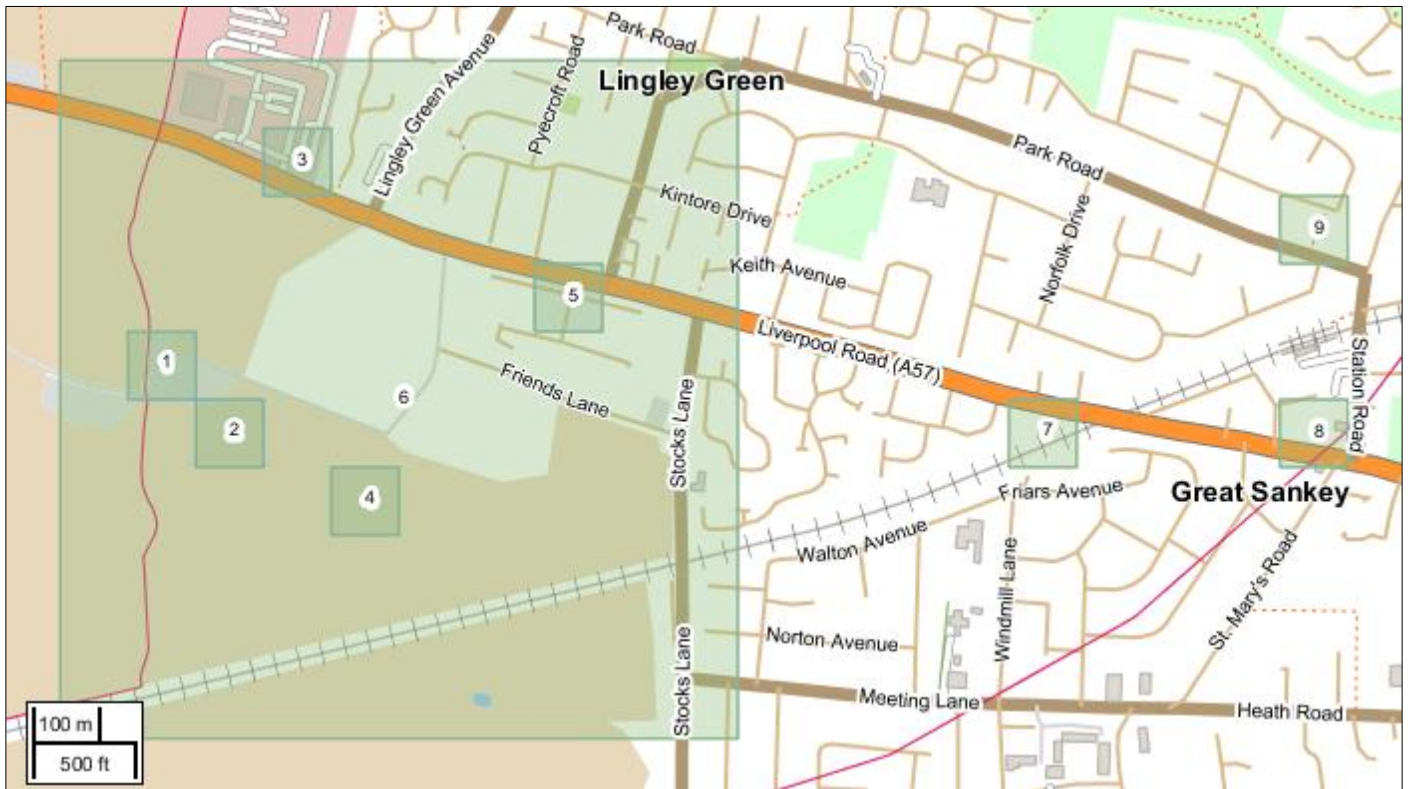 Park Road
Lingley Green
Lingley Green Avenue
Pyecroft Road
Park Road
3
Kintore Drive
Norfolk Drive
9
Keith Avenue
5
Liverpool Road (A57)
Station Road
1
Friends Lane
6
2
7
8
Stocks Lane
4
Friars Avenue
Great Sankey
Walton Avenue
Windmill Lane
St. Mary's Road
Norton Avenue
Stocks Lane
Meeting Lane
Heath Road
100 m
500 ft